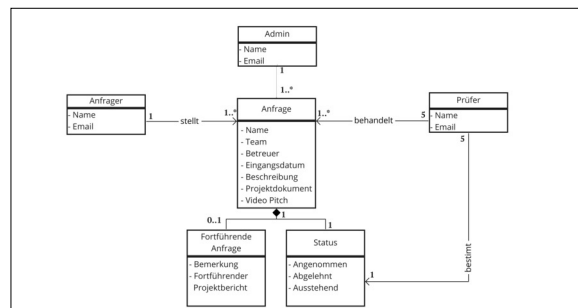 Admin
- Name
- Email
1
1..*
Anfrager
- Name
- Email
1
stellt
1..*
Anfrage
- Name
- Team
- Betreuer
- Eingangsdatum
- Beschreibung
- Projektdokument
- Video Pitch
1..*
behandelt
5
Prüfer
- Name
- Email
5
bestimt
1
0..1
1
1
Fortführende
Anfrage
- Bemerkung
- Fortführender
Projektbericht
Status
- Angenommen
- Abgelehnt
- Ausstehend